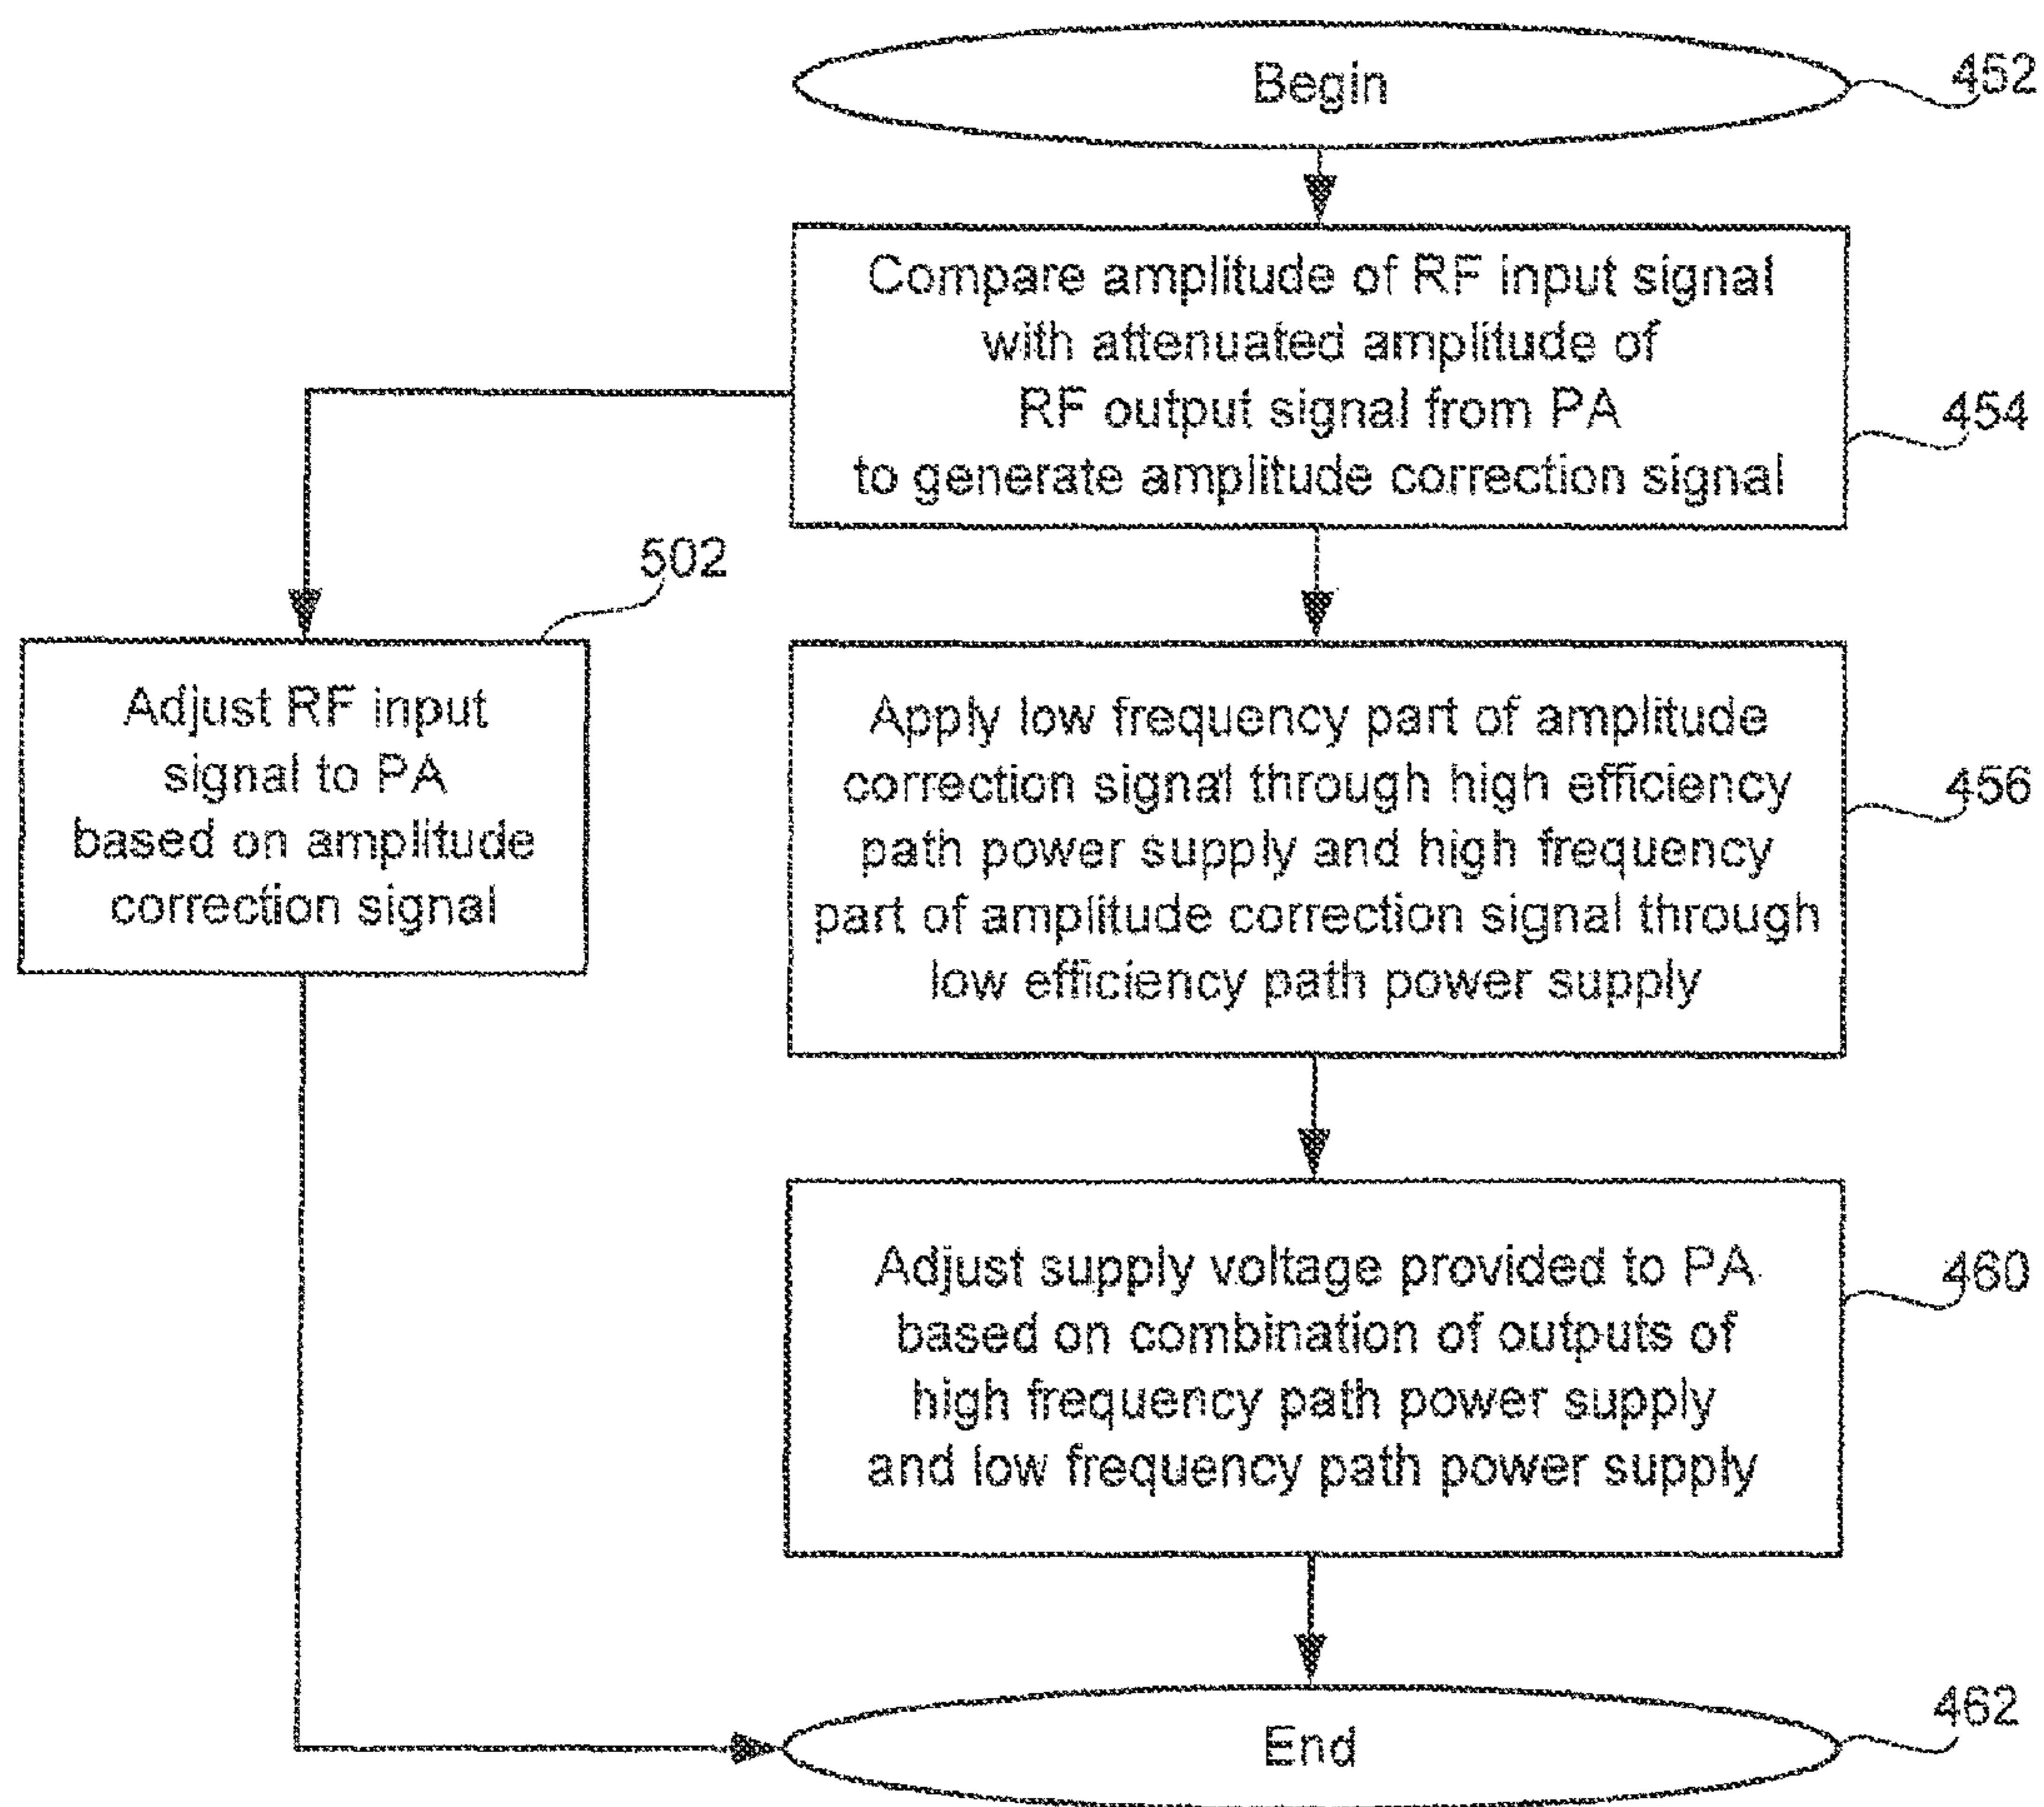 Begin
452
Compare amplitude of RF input signal
with attenuated amplitude of
RF output signal from PA
to generate amplitude correction signal
454
502
Adjust RF input
signal to PA
based on amplitude
correction signal
Apply low frequency part of amplitude
correction signal through high efficiency
path power supply and high frequency
part of amplitude correction signal through
low efficiency path power supply
456
Adjust supply voltage provided to PA
based on combination of outputs of
high frequency path power supply
and low frequency path power supply
460
End
462